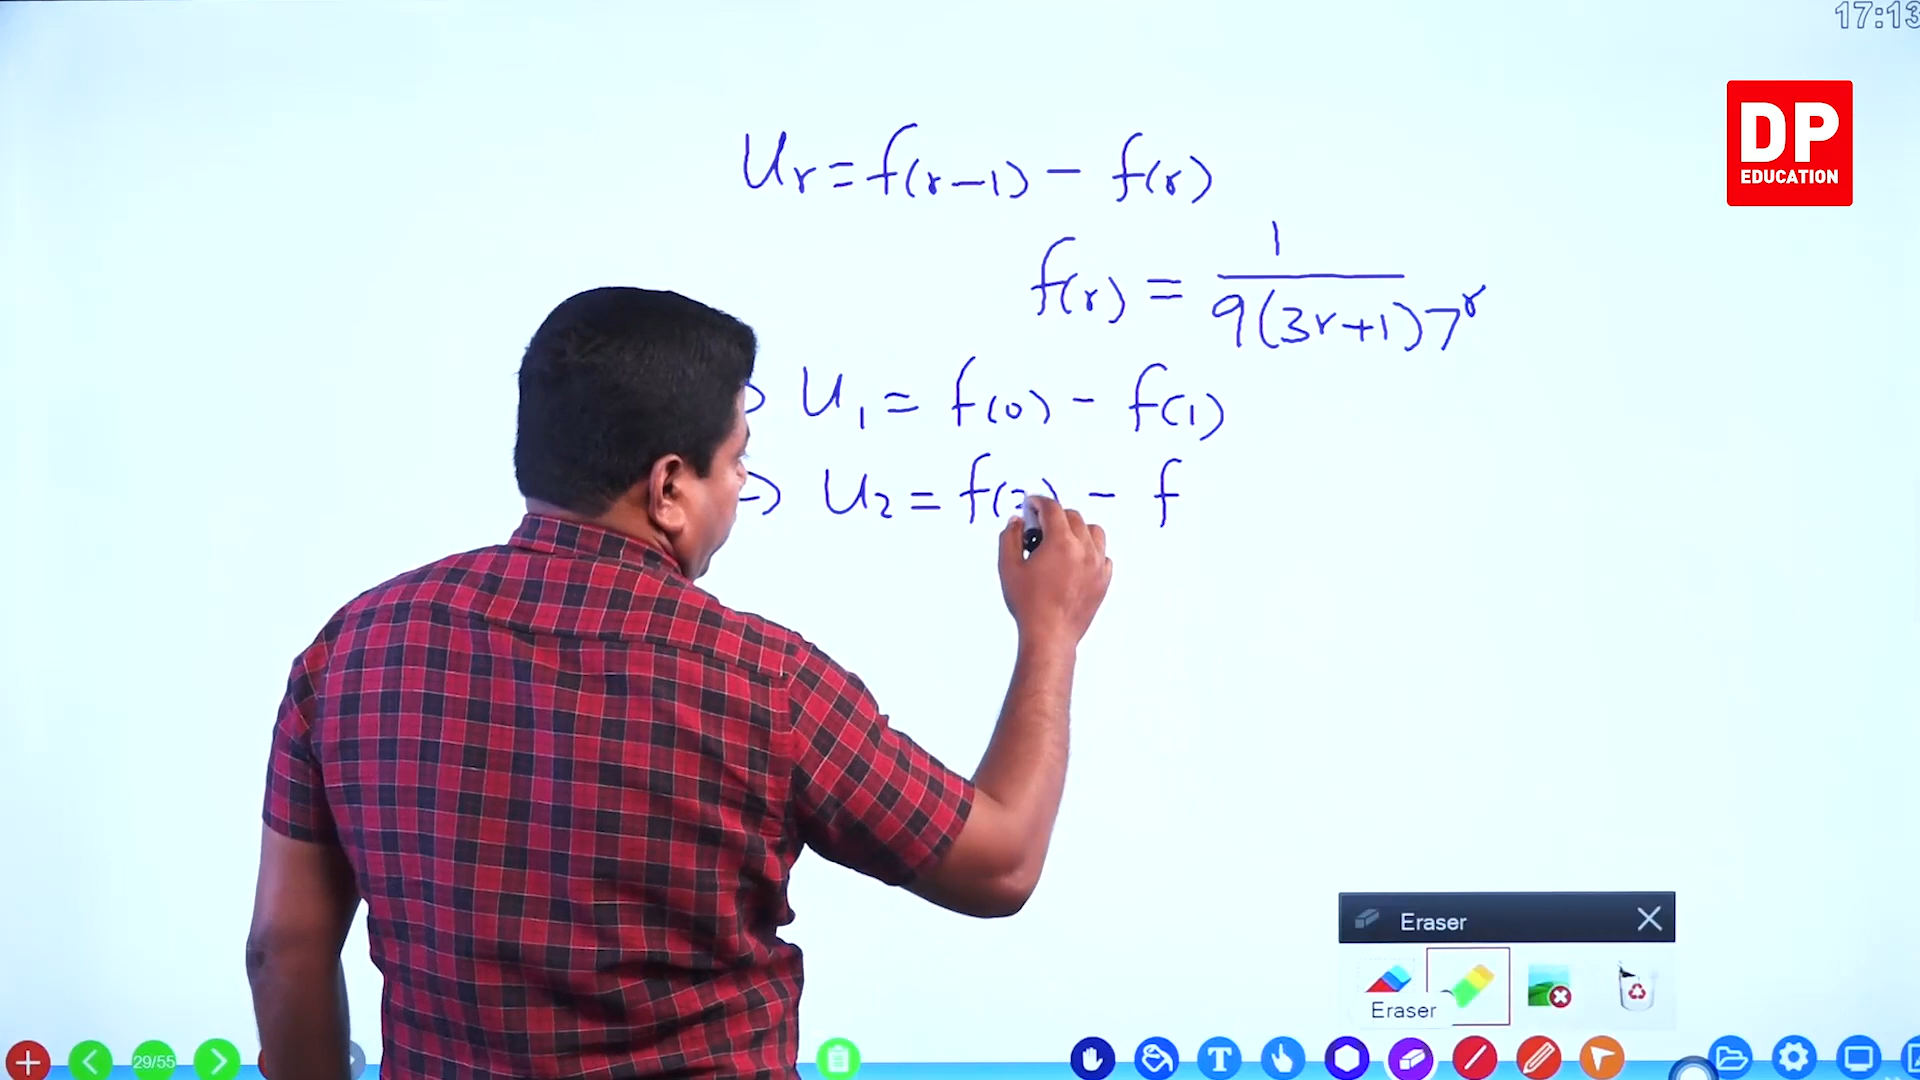 17:13
DP
EDUCATION
Ur = f(r-1) - f(r)
f(r) = 1/9(3r+1)7^r
⇒ U1 = f(0) - f(1)
⇒ U2 = f(2) - f
Eraser
Eraser
29/55
T